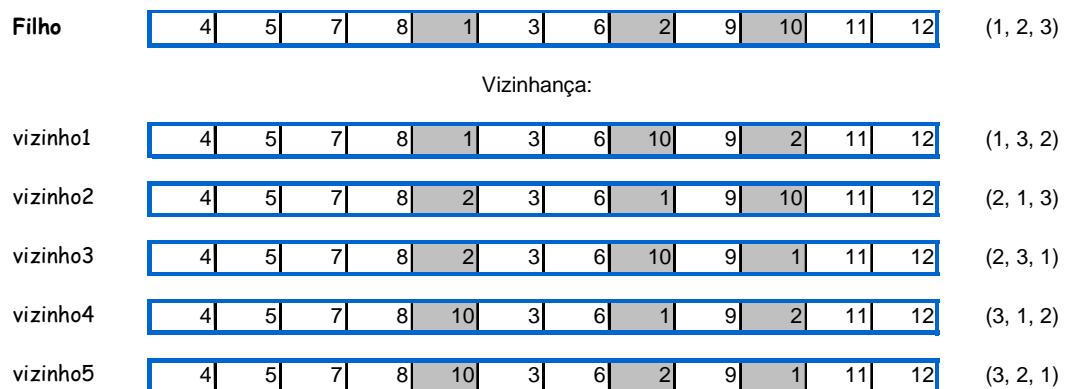 Filho 4 5 7 8 1 3 6 2 9 10 11 12 (1, 2, 3)
Vizinhança:
vizinho1 4 5 7 8 1 3 6 10 9 2 11 12 (1, 3, 2)
vizinho2 4 5 7 8 2 3 6 1 9 10 11 12 (2, 1, 3)
vizinho3 4 5 7 8 2 3 6 10 9 1 11 12 (2, 3, 1)
vizinho4 4 5 7 8 10 3 6 1 9 2 11 12 (3, 1, 2)
vizinho5 4 5 7 8 10 3 6 2 9 1 11 12 (3, 2, 1)